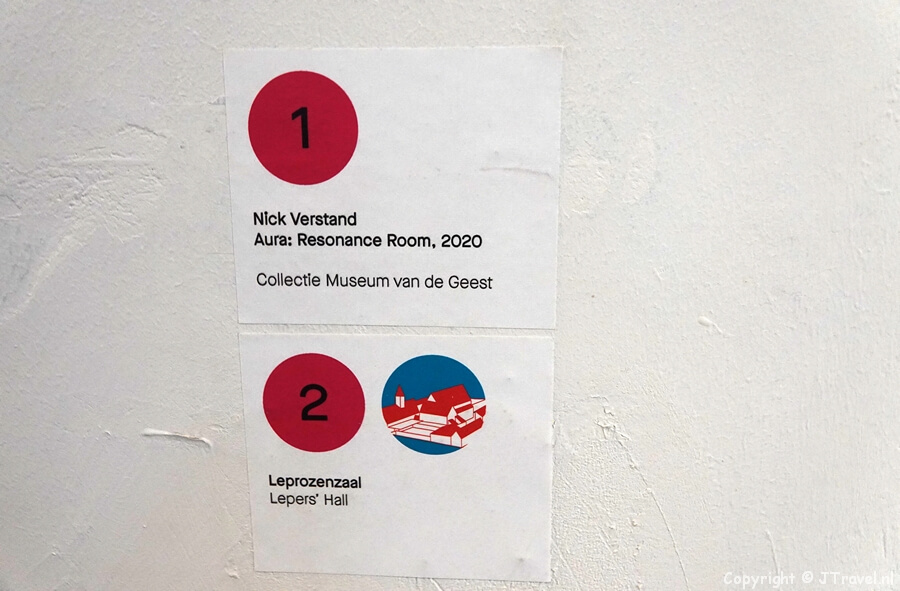 1
Nick Verstand
Aura: Resonance Room, 2020
Collectie Museum van de Geest
2
Leprozenzaal
Lepers' Hall
Copyright © JTravel.nl